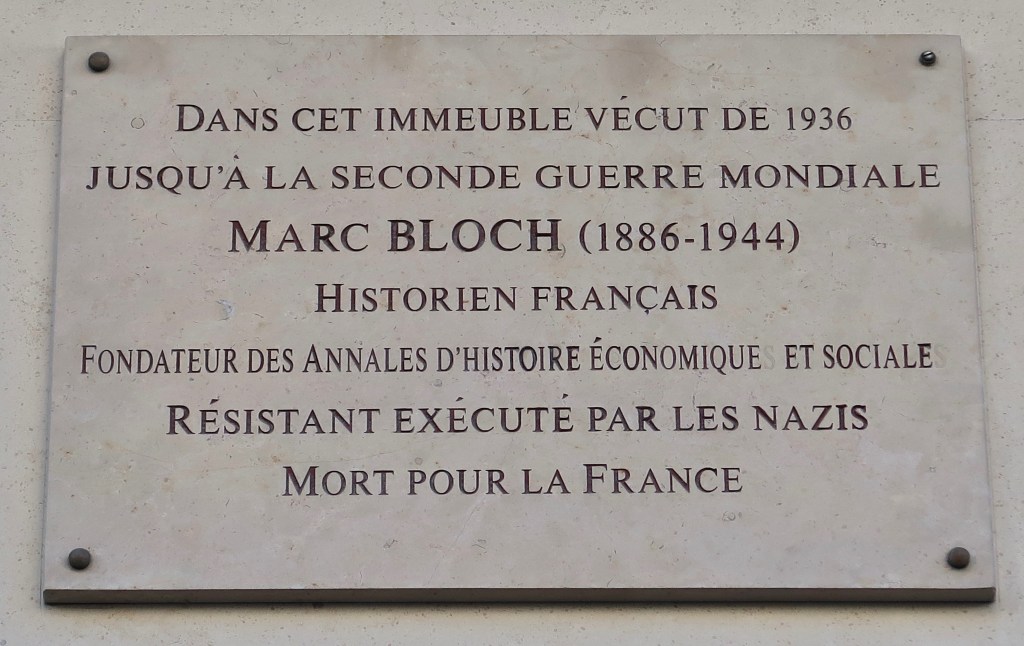 Dans cet immeuble vécut de 1936
jusqu'à la seconde guerre mondiale
Marc BLOCH (1886-1944)
Historien français
Fondateur des Annales d'histoire économique et sociale
Résistant exécuté par les nazis
Mort pour la France